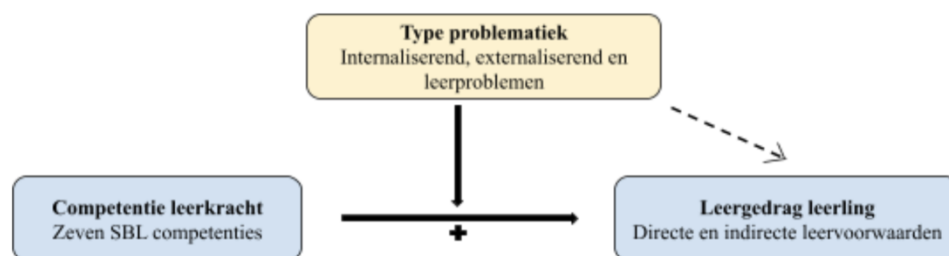 Type problematiek
Internaliserend, externaliserend en
leerproblemen
Competentie leerkracht
Zeven SBL competenties
+
Leergedrag leerling
Directe en indirecte leervoorwaarden